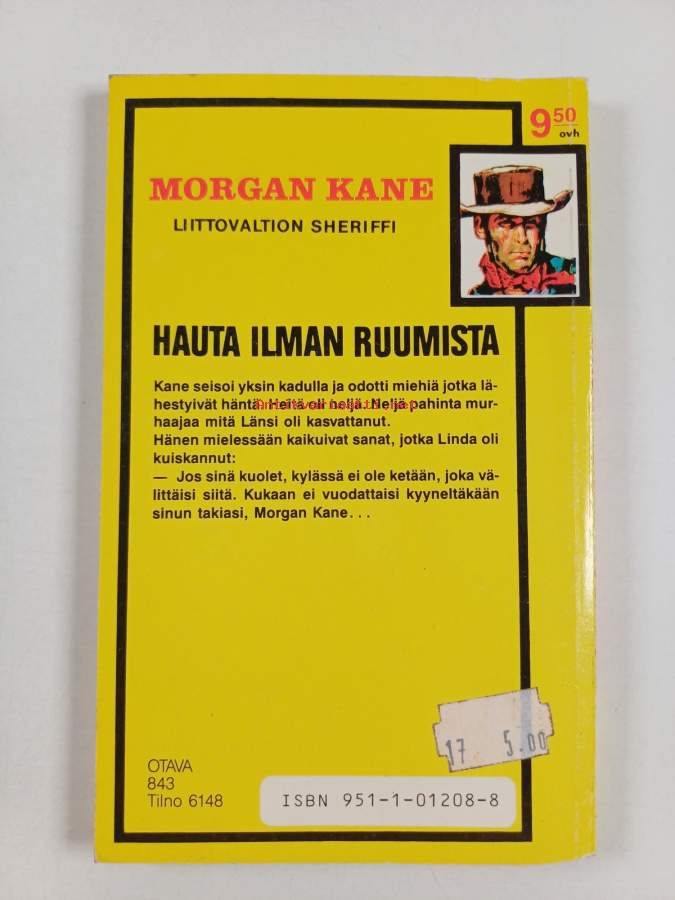 9⁵⁰
ovh
MORGAN KANE
LIITTOVALTION SHERIFFI
HAUTA ILMAN RUUMISTA
Kane seisoi yksin kadulla ja odotti miehiä jotka lä-
hestyivät häntä. Heitä oli neljä. Neljä pahinta mur-
haajaa mitä Länsi oli kasvattanut.
Hänen mielessään kaikuivat sanat, jotka Linda oli
kuiskannut:
— Jos sinä kuolet, kylässä ei ole ketään, joka vä-
littäisi siitä. Kukaan ei vuodattaisi kyyneltäkään
sinun takiasi, Morgan Kane...
17 5.00
OTAVA
843
Tilno 6148
ISBN 951-1-01208-8